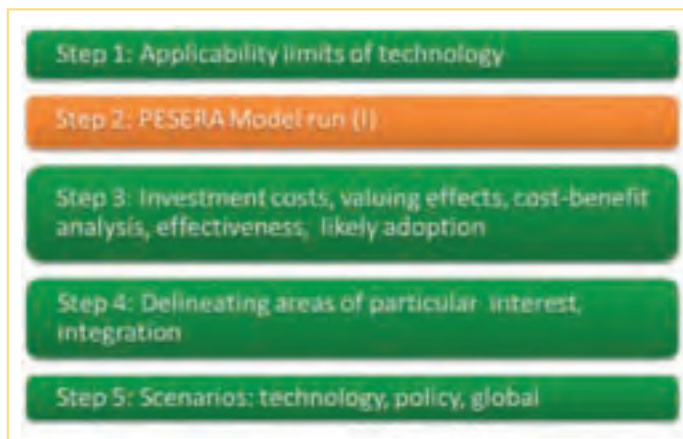 Step 1: Applicability limits of technology
Step 2: PESERA Model run (I)
Step 3: Investment costs, valuing effects, cost-benefit
analysis, effectiveness, likely adoption
Step 4: Delineating areas of particular interest,
integration
Step 5: Scenarios: technology, policy, global